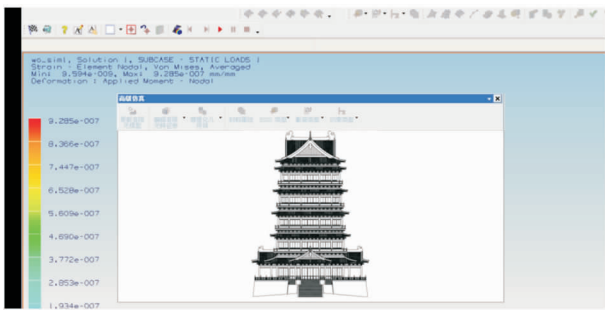 wo_sim1, Solution 1, SUBCASE - STATIC LOADS 1
Strain - Element Nodal, Von Mises, Averaged
Min: 9.594e-009, Max: 9.285e-007 mm/mm
Deformation : Applied Moment - Nodal
高级仿真
9.285e-007
8.366e-007
7.447e-007
6.528e-007
5.609e-007
4.690e-007
3.772e-007
2.853e-007
1.934e-007